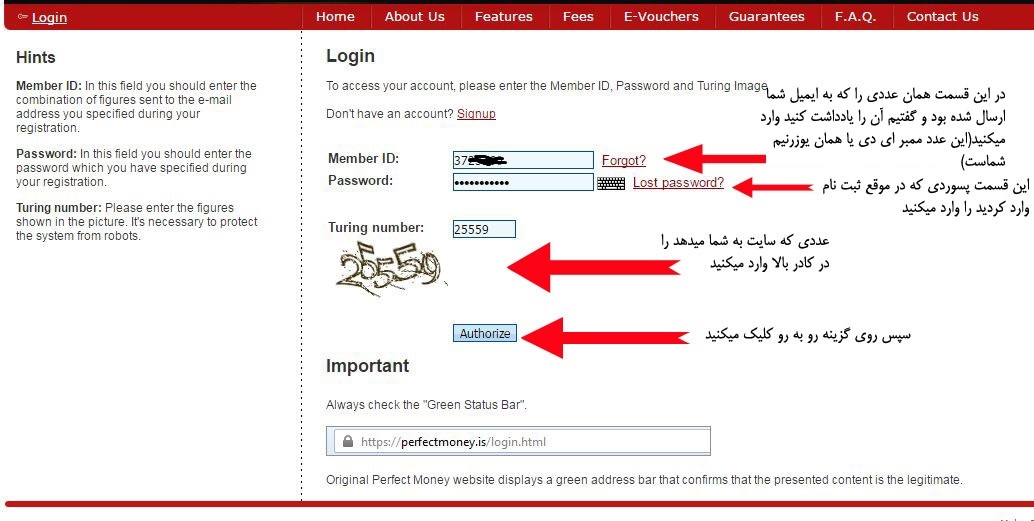 Login
Home About Us Features Fees E-Vouchers Guarantees F.A.Q. Contact Us
Hints
Member ID: In this field you should enter the
combination of figures sent to the e-mail
address you specified during your
registration.
Password: In this field you should enter the
password which you have specified during
your registration.
Turing number: Please enter the figures
shown in the picture. It's necessary to protect
the system from robots.
Login
To access your account, please enter the Member ID, Password and Turing Image
Don't have an account? Signup
Member ID: Forgot?
Password: Lost password?
Turing number: 25559
25559
Authorize
در این قسمت همان عددی را که به ایمیل شما
ارسال شده بود و گفتیم آن را یادداشت کنید وارد
میکنید(این عدد ممبر ای دی یا همان یوزرنیم
شماست)
این قسمت پسوردی که در موقع ثبت نام
وارد کردید را وارد میکنید
عددی که سایت به شما میدهد را
در کادر بالا وارد میکنید
سپس روی گزینه رو به رو کلیک میکنید
Important
Always check the "Green Status Bar".
https://perfectmoney.is/login.html
Original Perfect Money website displays a green address bar that confirms that the presented content is the legitimate.